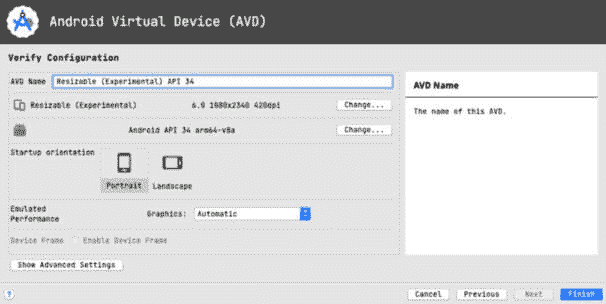 Android Virtual Device (AVD)
Verify Configuration
AVD Name Resizable (Experimental) API 34
Resizable (Experimental) 6.0 1080x2340 420dpi Change...
Android API 34 arm64-v8a Change...
Startup orientation
Portrait Landscape
Emulated
Performance Graphics: Automatic
Device Frame Enable Device Frame
Show Advanced Settings
AVD Name
The name of this AVD.
? Cancel Previous Next Finish